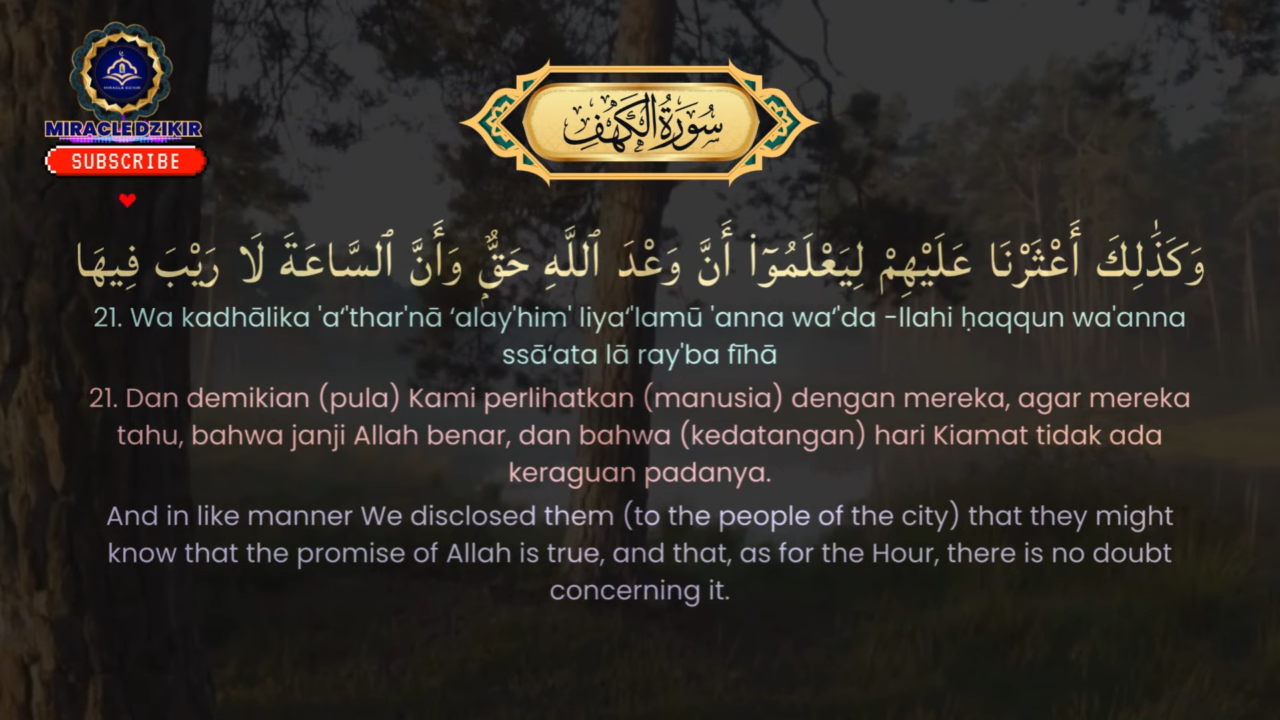 MIRACLE DZIKIR
MIRACLEDZIKIR
SUBSCRIBE
سُورَةُ الْكَهْفِ
وَكَذَٰلِكَ أَعْثَرْنَا عَلَيْهِمْ لِيَعْلَمُوٓا۟ أَنَّ وَعْدَ ٱللَّهِ حَقٌّۭ وَأَنَّ ٱلسَّاعَةَ لَا رَيْبَ فِيهَا
21. Wa kadhālika 'a‘'thar'nā ‘alay'him' liya‘'lamū 'anna wa‘'da -llahi ḥaqqun wa'anna
ssā‘ata lā ray'ba fīhā
21. Dan demikian (pula) Kami perlihatkan (manusia) dengan mereka, agar mereka
tahu, bahwa janji Allah benar, dan bahwa (kedatangan) hari Kiamat tidak ada
keraguan padanya.
And in like manner We disclosed them (to the people of the city) that they might
know that the promise of Allah is true, and that, as for the Hour, there is no doubt
concerning it.